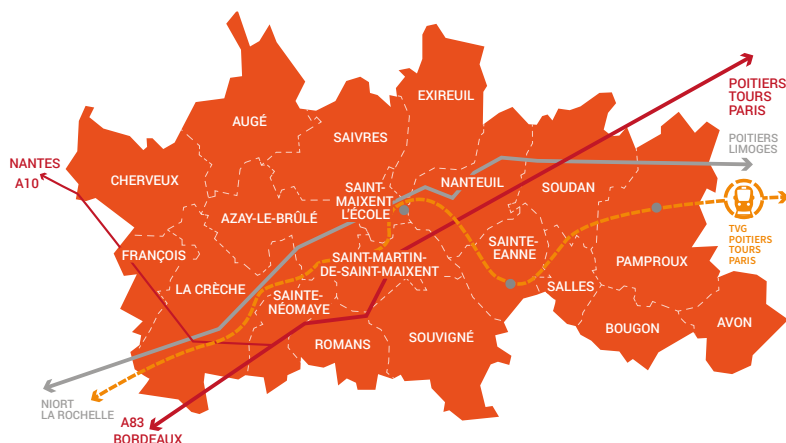 EXIREUIL
AUGÉ
SAIVRES
POITIERS
TOURS
PARIS
POITIERS
LIMOGES
NANTES
A10
CHERVEUX
SAINT-
MAIXENT
L'ÉCOLE
NANTEUIL
SOUDAN
AZAY-LE-BRÛLÉ
TVG
POITIERS
TOURS
PARIS
FRANÇOIS
SAINT-MARTIN-
DE-SAINT-MAIXENT
SAINTE-
EANNE
PAMPROUX
LA CRÈCHE
SAINTE-
NÉOMAYE
SALLES
ROMANS
SOUVIGNÉ
BOUGON
AVON
NIORT
LA ROCHELLE
A83
BORDEAUX